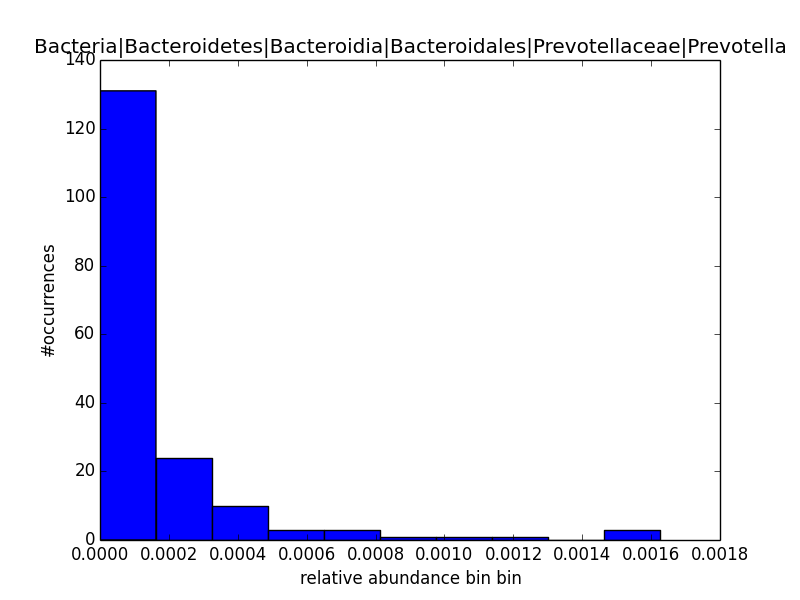 Bacteria|Bacteroidetes|Bacteroidia|Bacteroidales|Prevotellaceae|Prevotella
140
120
100
80
60
40
20
0
#occurrences
0.0000 0.0002 0.0004 0.0006 0.0008 0.0010 0.0012 0.0014 0.0016 0.0018
relative abundance bin bin